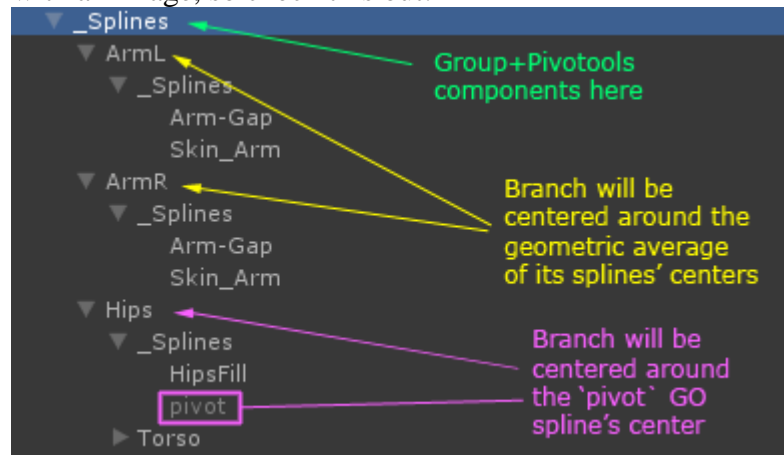 _Splines
ArmL
_Splines
Arm-Gap
Skin_Arm
ArmR
_Splines
Arm-Gap
Skin_Arm
Hips
_Splines
HipsFill
pivot
Torso
Group+Pivotools
components here
Branch will be
centered around the
geometric average
of its splines’ centers
Branch will be
centered around
the `pivot` GO
spline’s center